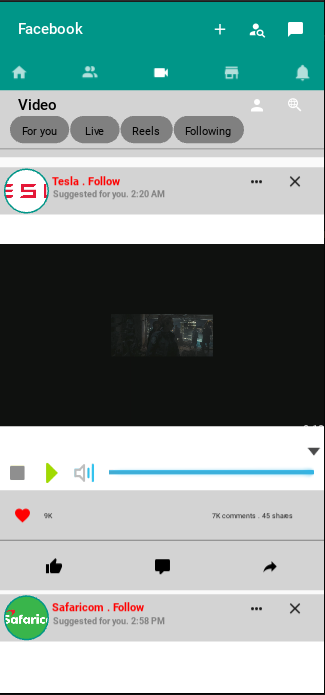 Facebook
Video
For you
Live
Reels
Following
ESL
Tesla . Follow
Suggested for you. 2:20 AM
9K
7K comments . 45 shares
Safaricom . Follow
Suggested for you. 2:58 PM